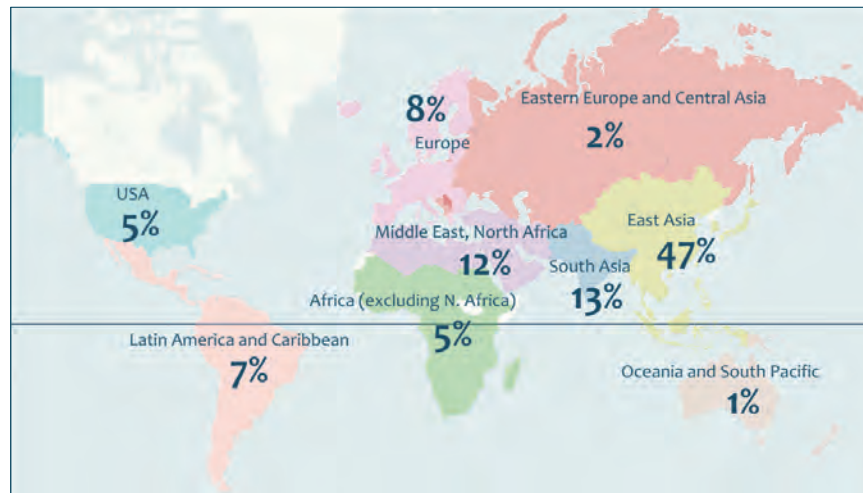 8%
Europe
Eastern Europe and Central Asia
2%
USA
5%
Middle East, North Africa
12%
East Asia
47%
South Asia
13%
Africa (excluding N. Africa)
5%
Latin America and Caribbean
7%
Oceania and South Pacific
1%